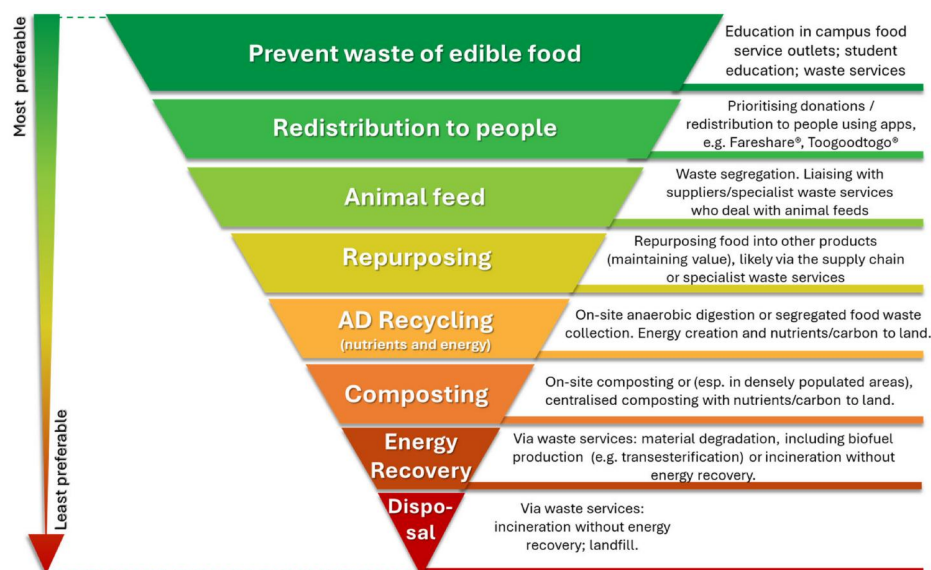 Most preferable
Least preferable
Prevent waste of edible food
Education in campus food
service outlets; student
education; waste services
Redistribution to people
Prioritising donations /
redistribution to people using apps,
e.g. Fareshare®, Toogoodtogo®
Animal feed
Waste segregation. Liaising with
suppliers/specialist waste services
who deal with animal feeds
Repurposing
Repurposing food into other products
(maintaining value), likely via the supply chain
or specialist waste services
AD Recycling
(nutrients and energy)
On-site anaerobic digestion or segregated food waste
collection. Energy creation and nutrients/carbon to land.
Composting
On-site composting or (esp. in densely populated areas),
centralised composting with nutrients/carbon to land.
Energy
Recovery
Via waste services: material degradation, including biofuel
production (e.g. transesterification) or incineration without
energy recovery.
Dispo-
sal
Via waste services:
incineration without energy
recovery; landfill.